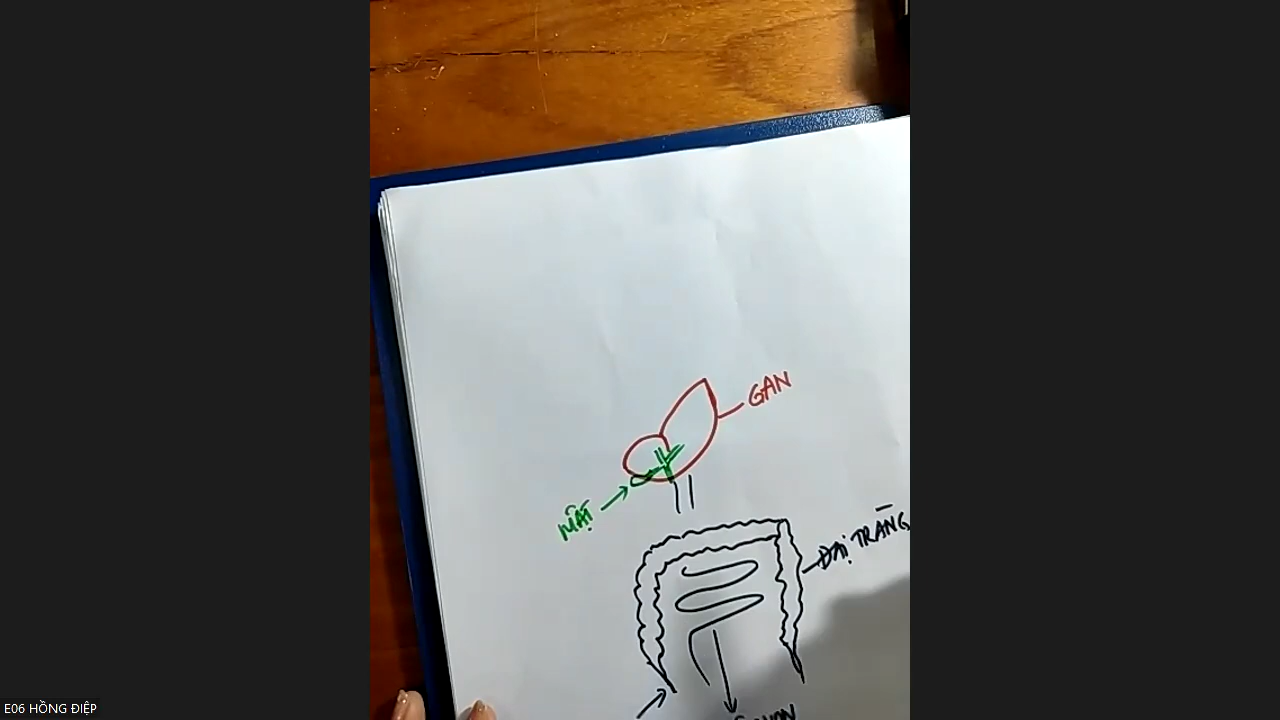 GAN
MẬT
ĐẠI TRÀNG
E06 HỒNG ĐIỆP